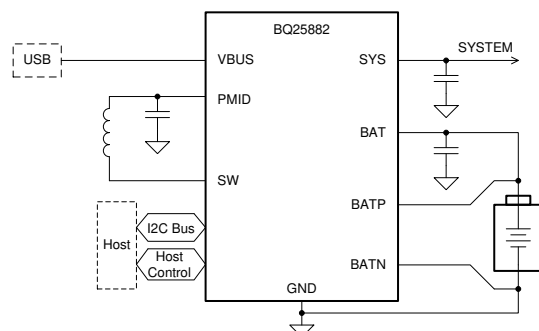 BQ25882
USB
VBUS
SYS
SYSTEM
PMID
BAT
SW
BATP
Host
I2C Bus
Host
Control
BATN
GND